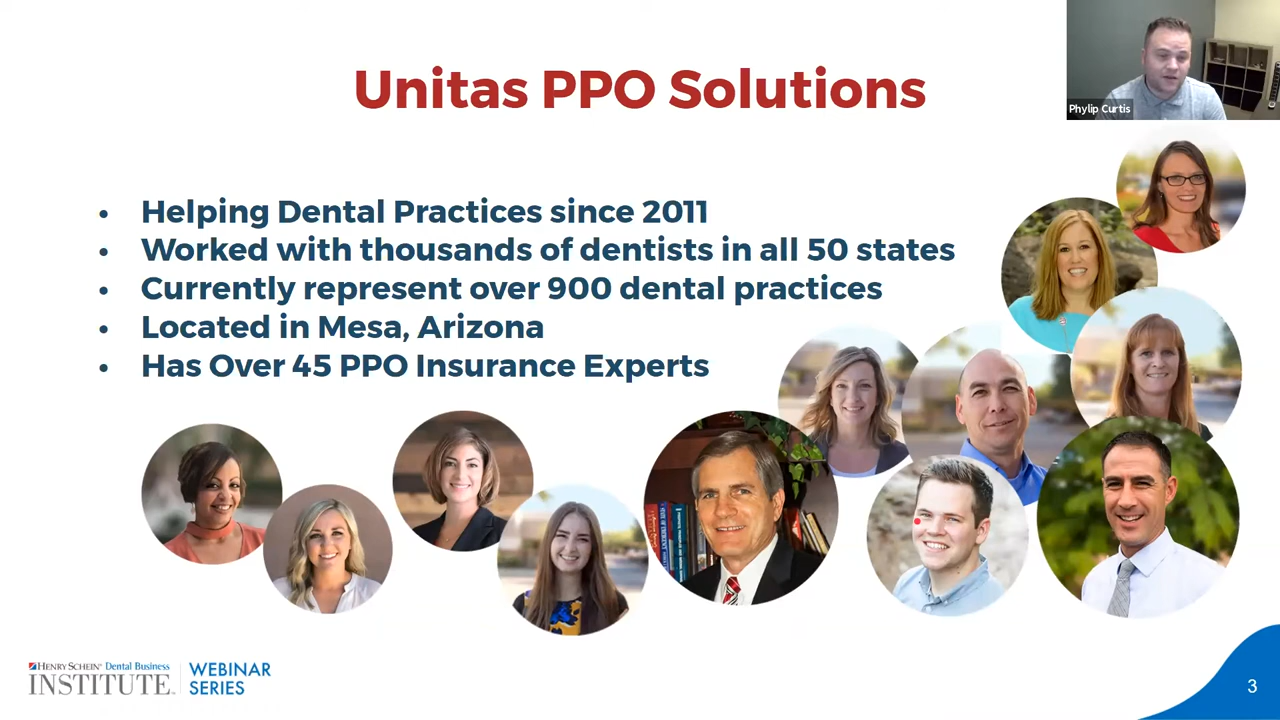 Phylip Curtis
Unitas PPO Solutions
• Helping Dental Practices since 2011
• Worked with thousands of dentists in all 50 states
• Currently represent over 900 dental practices
• Located in Mesa, Arizona
• Has Over 45 PPO Insurance Experts
HENRY SCHEIN® Dental Business
INSTITUTE
WEBINAR
SERIES
3